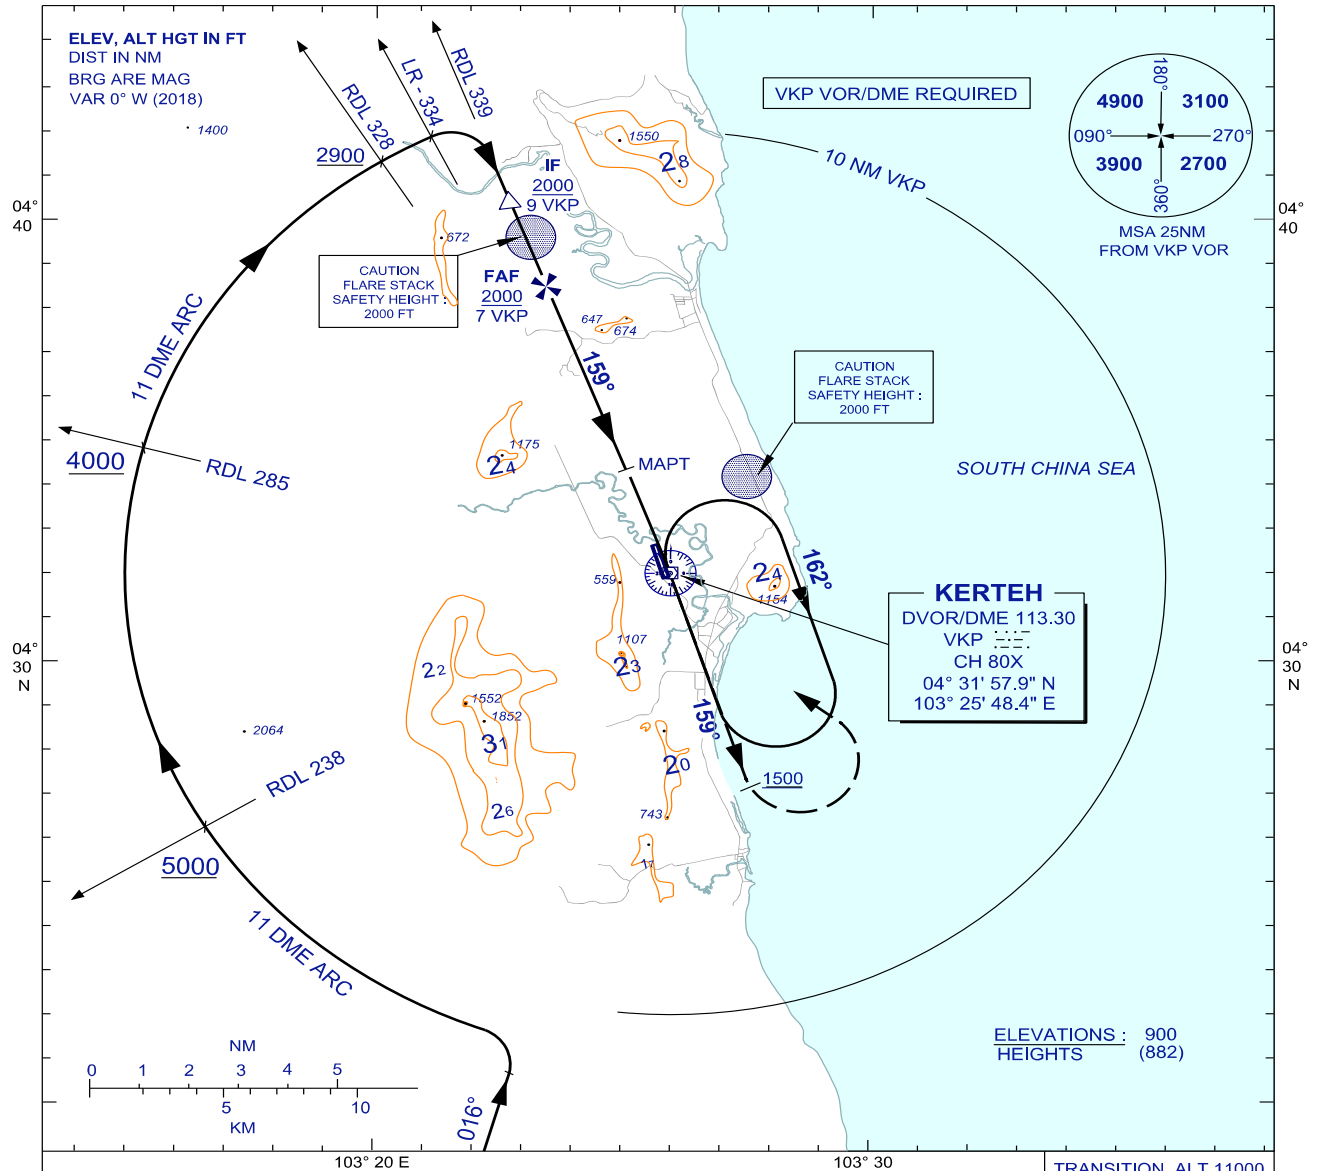 ELEV, ALT HGT IN FT
DIST IN NM
BRG ARE MAG
VAR 0° W (2018)
1400
RDL 328
LR - 334
RDL 339
2900
VKP VOR/DME REQUIRED
180°
4900
3100
090°
270°
3900
2700
360°
MSA 25NM
FROM VKP VOR
1550
28
10 NM VKP
IF
2000
9 VKP
04°
40
04°
40
672
CAUTION
FLARE STACK
SAFETY HEIGHT :
2000 FT
FAF
2000
7 VKP
647
674
11 DME ARC
159°
CAUTION
FLARE STACK
SAFETY HEIGHT :
2000 FT
1175
24
4000
RDL 285
MAPT
SOUTH CHINA SEA
559
24
1154
162°
KERTEH
DVOR/DME 113.30
VKP
CH 80X
04° 31' 57.9" N
103° 25' 48.4" E
1107
23
04°
30
N
04°
30
N
22
1552
1852
31
26
2064
RDL 238
159°
20
1500
743
17
5000
11 DME ARC
016°
NM
0 1 2 3 4 5
5 10
KM
ELEVATIONS : 900
HEIGHTS (882)
103° 20 E
103° 30
TRANSITION ALT 11000